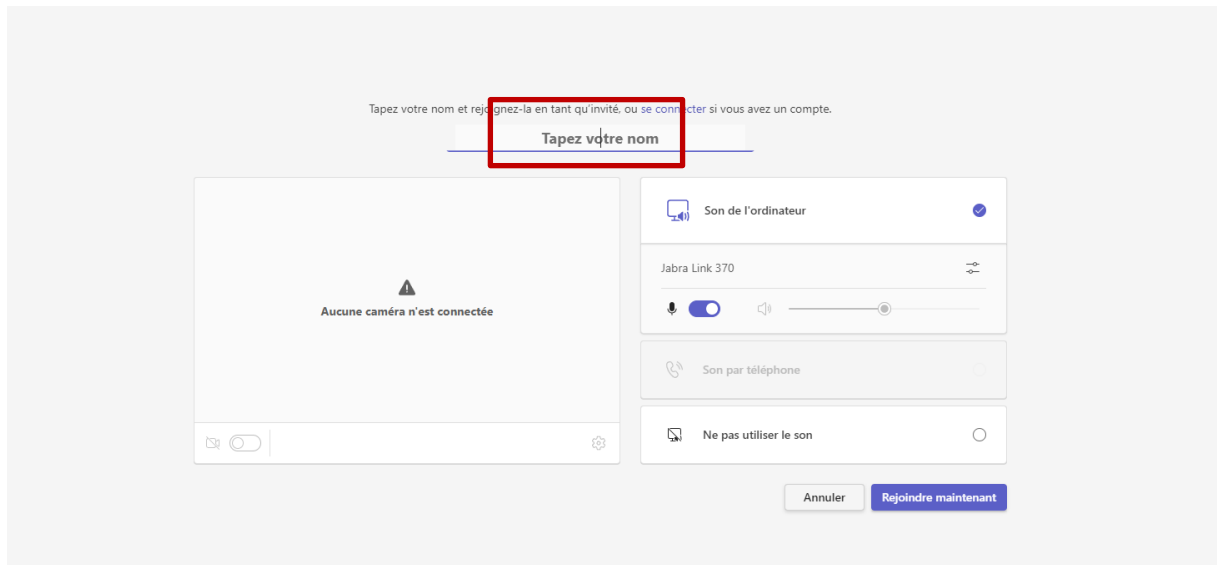 Tapez votre nom et rejoignez-la en tant qu'invité, ou se connecter si vous avez un compte.
Tapez votre nom
Son de l'ordinateur
Jabra Link 370
Aucune caméra n'est connectée
Son par téléphone
Ne pas utiliser le son
Annuler
Rejoindre maintenant